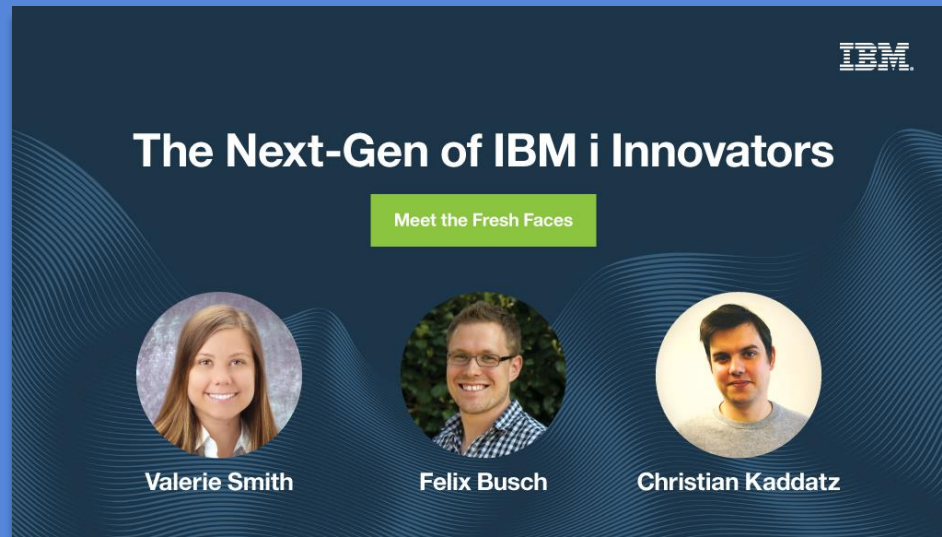 IBM.
The Next-Gen of IBM i Innovators
Meet the Fresh Faces
Valerie Smith
Felix Busch
Christian Kaddatz